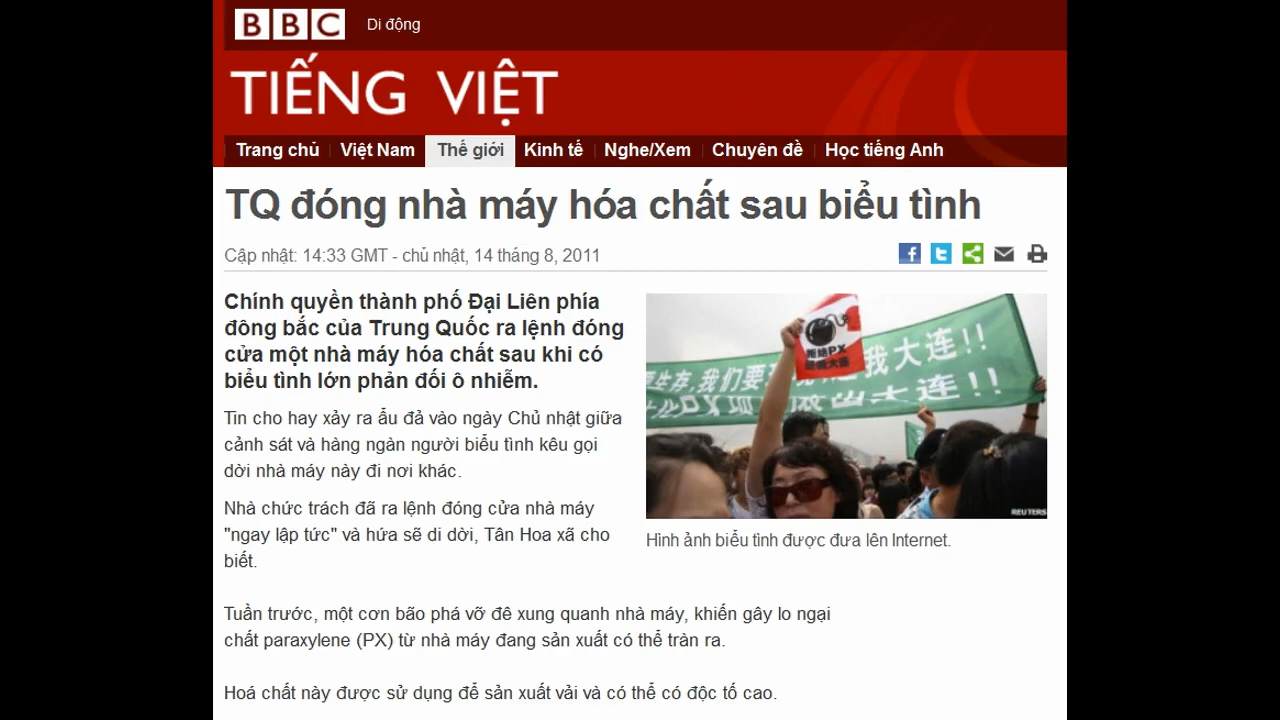 BBC
Di động
TIẾNG VIỆT
Trang chủ
Việt Nam
Thế giới
Kinh tế
Nghe/Xem
Chuyên đề
Học tiếng Anh
TQ đóng nhà máy hóa chất sau biểu tình
Cập nhật: 14:33 GMT - chủ nhật, 14 tháng 8, 2011
Chính quyền thành phố Đại Liên phía
đông bắc của Trung Quốc ra lệnh đóng
cửa một nhà máy hóa chất sau khi có
biểu tình lớn phản đối ô nhiễm.
Tin cho hay xảy ra ẩu đả vào ngày Chủ nhật giữa
cảnh sát và hàng ngàn người biểu tình kêu gọi
dời nhà máy này đi nơi khác.
Nhà chức trách đã ra lệnh đóng cửa nhà máy
"ngay lập tức" và hứa sẽ di dời, Tân Hoa xã cho
biết.
生存,我们要
我大连!!
PX
大连!!
拒绝PX
REUTERS
Hình ảnh biểu tình được đưa lên Internet.
Tuần trước, một cơn bão phá vỡ đê xung quanh nhà máy, khiến gây lo ngại
chất paraxylene (PX) từ nhà máy đang sản xuất có thể tràn ra.
Hoá chất này được sử dụng để sản xuất vải và có thể có độc tố cao.